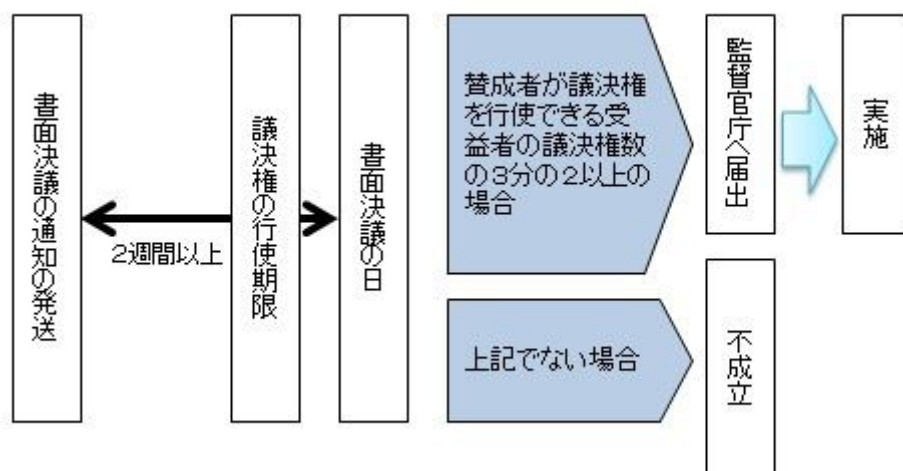 書面決議の通知の発送
2週間以上
議決権の行使期限
書面決議の日
賛成者が議決権
を行使できる受
益者の議決権数
の3分の2以上の
場合
監督官庁へ届出
実施
上記でない場合
不成立